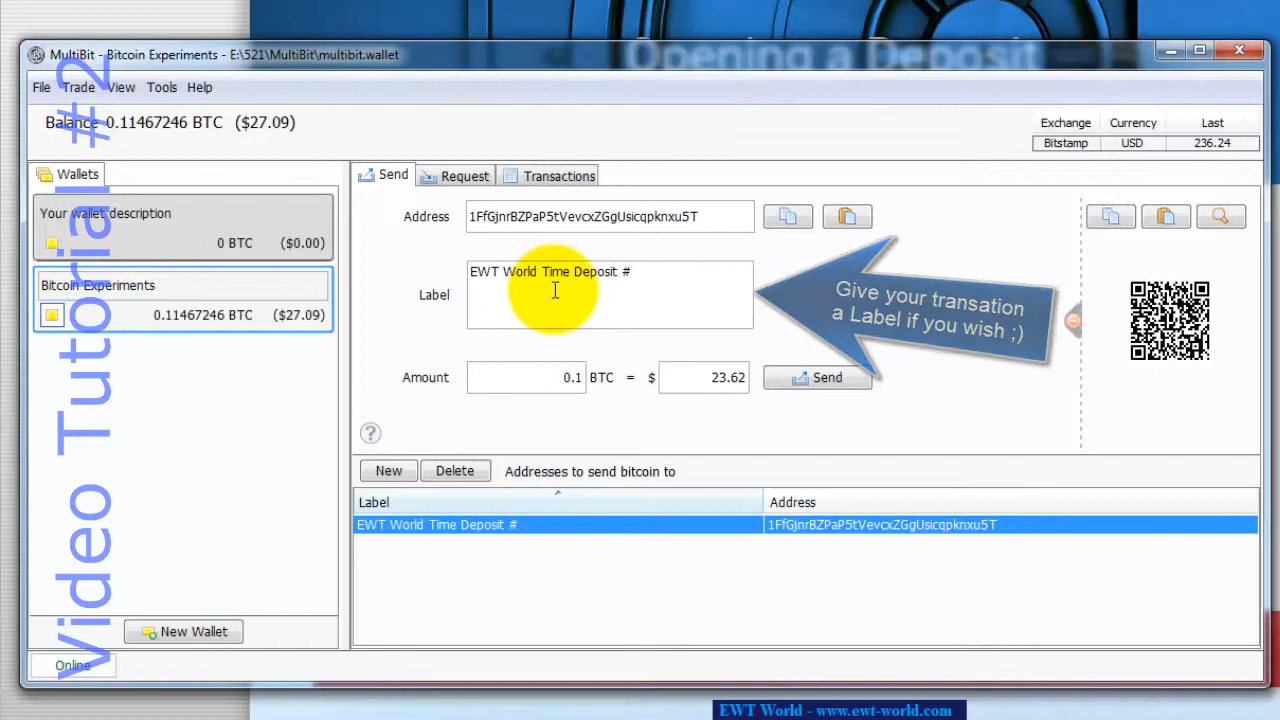 Opening a Deposit
MultiBit - Bitcoin Experiments - E:\521\MultiBit\multibit.wallet
File Trade View Tools Help
Balance 0.11467246 BTC ($27.09)
Exchange Currency Last
Bitstamp USD 236.24
Wallets
Your wallet description
0 BTC ($0.00)
Bitcoin Experiments
0.11467246 BTC ($27.09)
New Wallet
Online
Send Request Transactions
Address 1FfGjnrBZPaP5tVevcxZGgUsicqpknxu5T
Label EWT World Time Deposit #
Give your transation
a Label if you wish ;)
Amount 0.1 BTC = $ 23.62 Send
?
New Delete Addresses to send bitcoin to
Label Address
EWT World Time Deposit # 1FfGjnrBZPaP5tVevcxZGgUsicqpknxu5T
Video Tutorial #2
EWT World - www.ewt-world.com